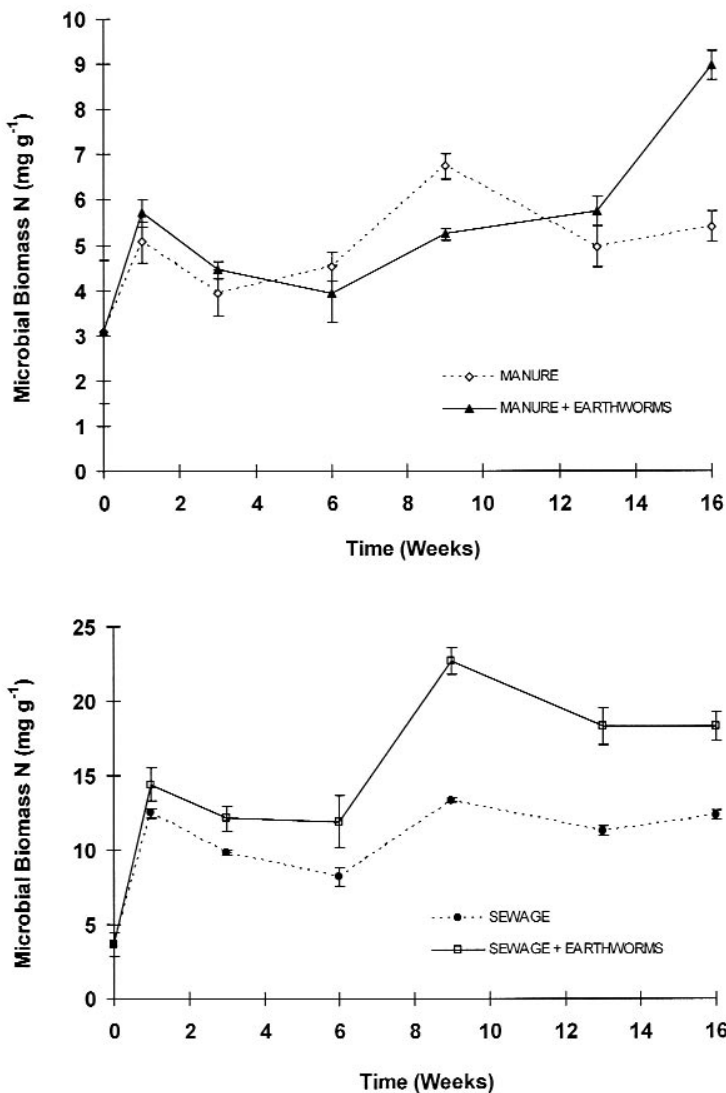 10
9
8
7
6
5
4
3
2
1
0
Microbial Biomass N (mg g⁻¹)
MANURE
MANURE + EARTHWORMS
0 2 4 6 8 10 12 14 16
Time (Weeks)
25
20
15
10
5
0
Microbial Biomass N (mg g⁻¹)
SEWAGE
SEWAGE + EARTHWORMS
0 2 4 6 8 10 12 14 16
Time (Weeks)